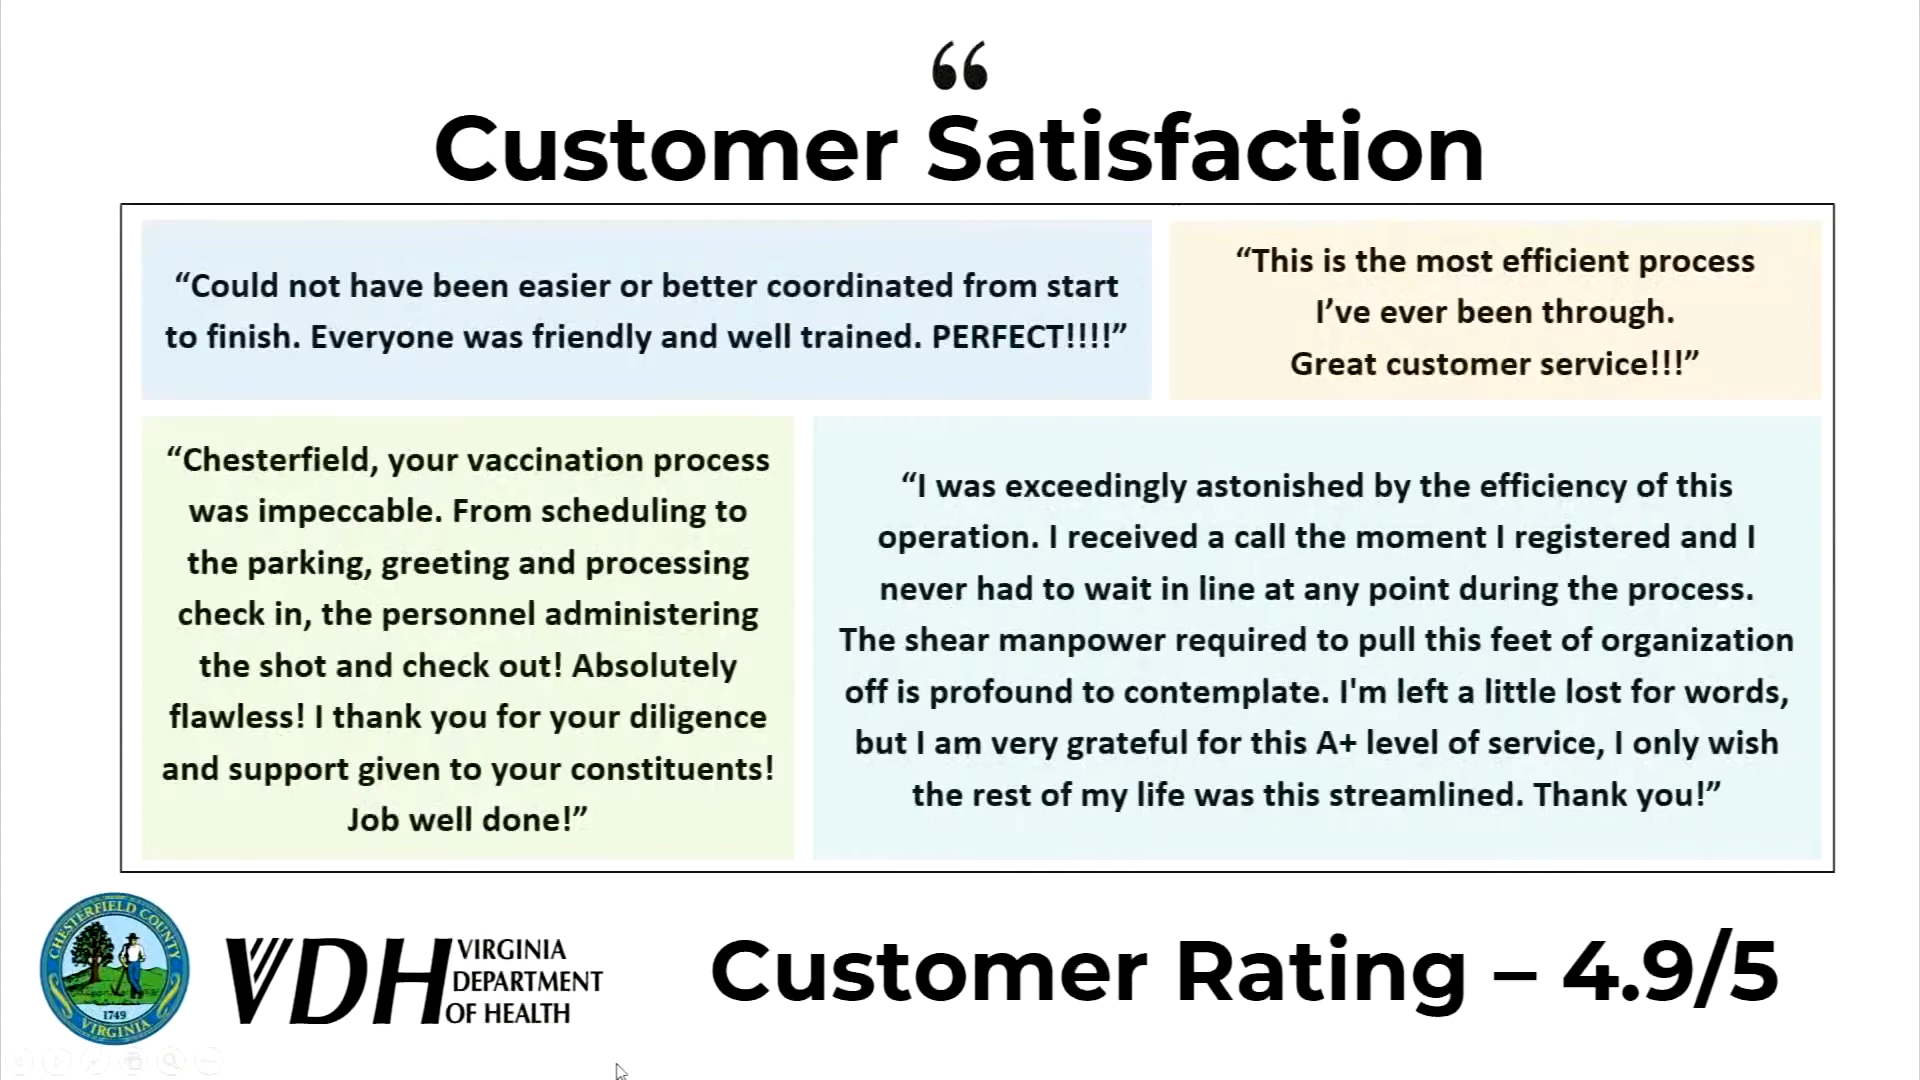 “
Customer Satisfaction
“Could not have been easier or better coordinated from start
to finish. Everyone was friendly and well trained. PERFECT!!!!”
“This is the most efficient process
I’ve ever been through.
Great customer service!!!”
“Chesterfield, your vaccination process
was impeccable. From scheduling to
the parking, greeting and processing
check in, the personnel administering
the shot and check out! Absolutely
flawless! I thank you for your diligence
and support given to your constituents!
Job well done!”
“I was exceedingly astonished by the efficiency of this
operation. I received a call the moment I registered and I
never had to wait in line at any point during the process.
The shear manpower required to pull this feet of organization
off is profound to contemplate. I'm left a little lost for words,
but I am very grateful for this A+ level of service, I only wish
the rest of my life was this streamlined. Thank you!”
CHESTERFIELD COUNTY
1749
VIRGINIA
VDH
VIRGINIA
DEPARTMENT
OF HEALTH
Customer Rating – 4.9/5